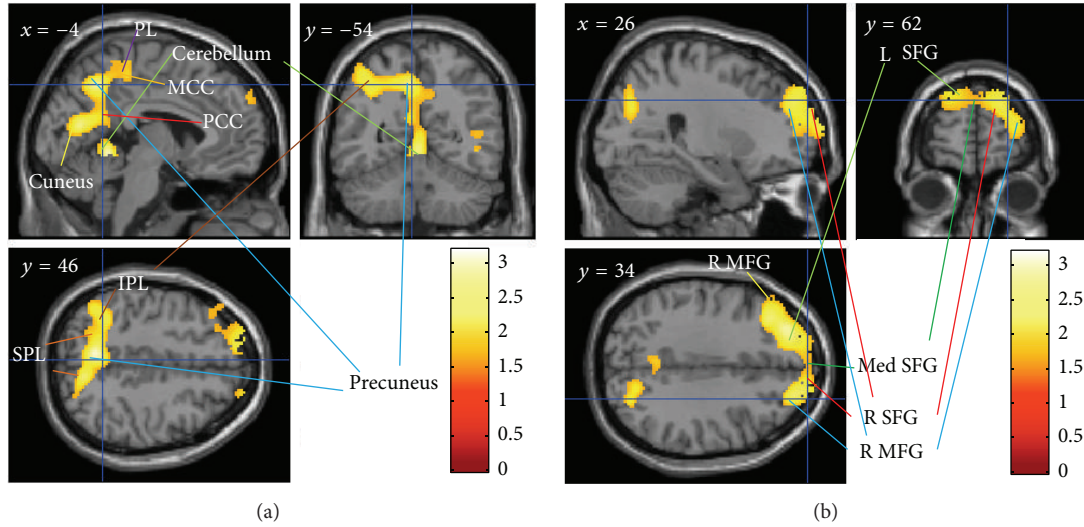 x = −4
PL
Cerebellum
y = −54
MCC
PCC
Cuneus
y = 46
IPL
SPL
Precuneus
3
2.5
2
1.5
1
0.5
0
(a)
x = 26
y = 62
L SFG
y = 34
R MFG
Med SFG
R SFG
R MFG
3
2.5
2
1.5
1
0.5
0
(b)